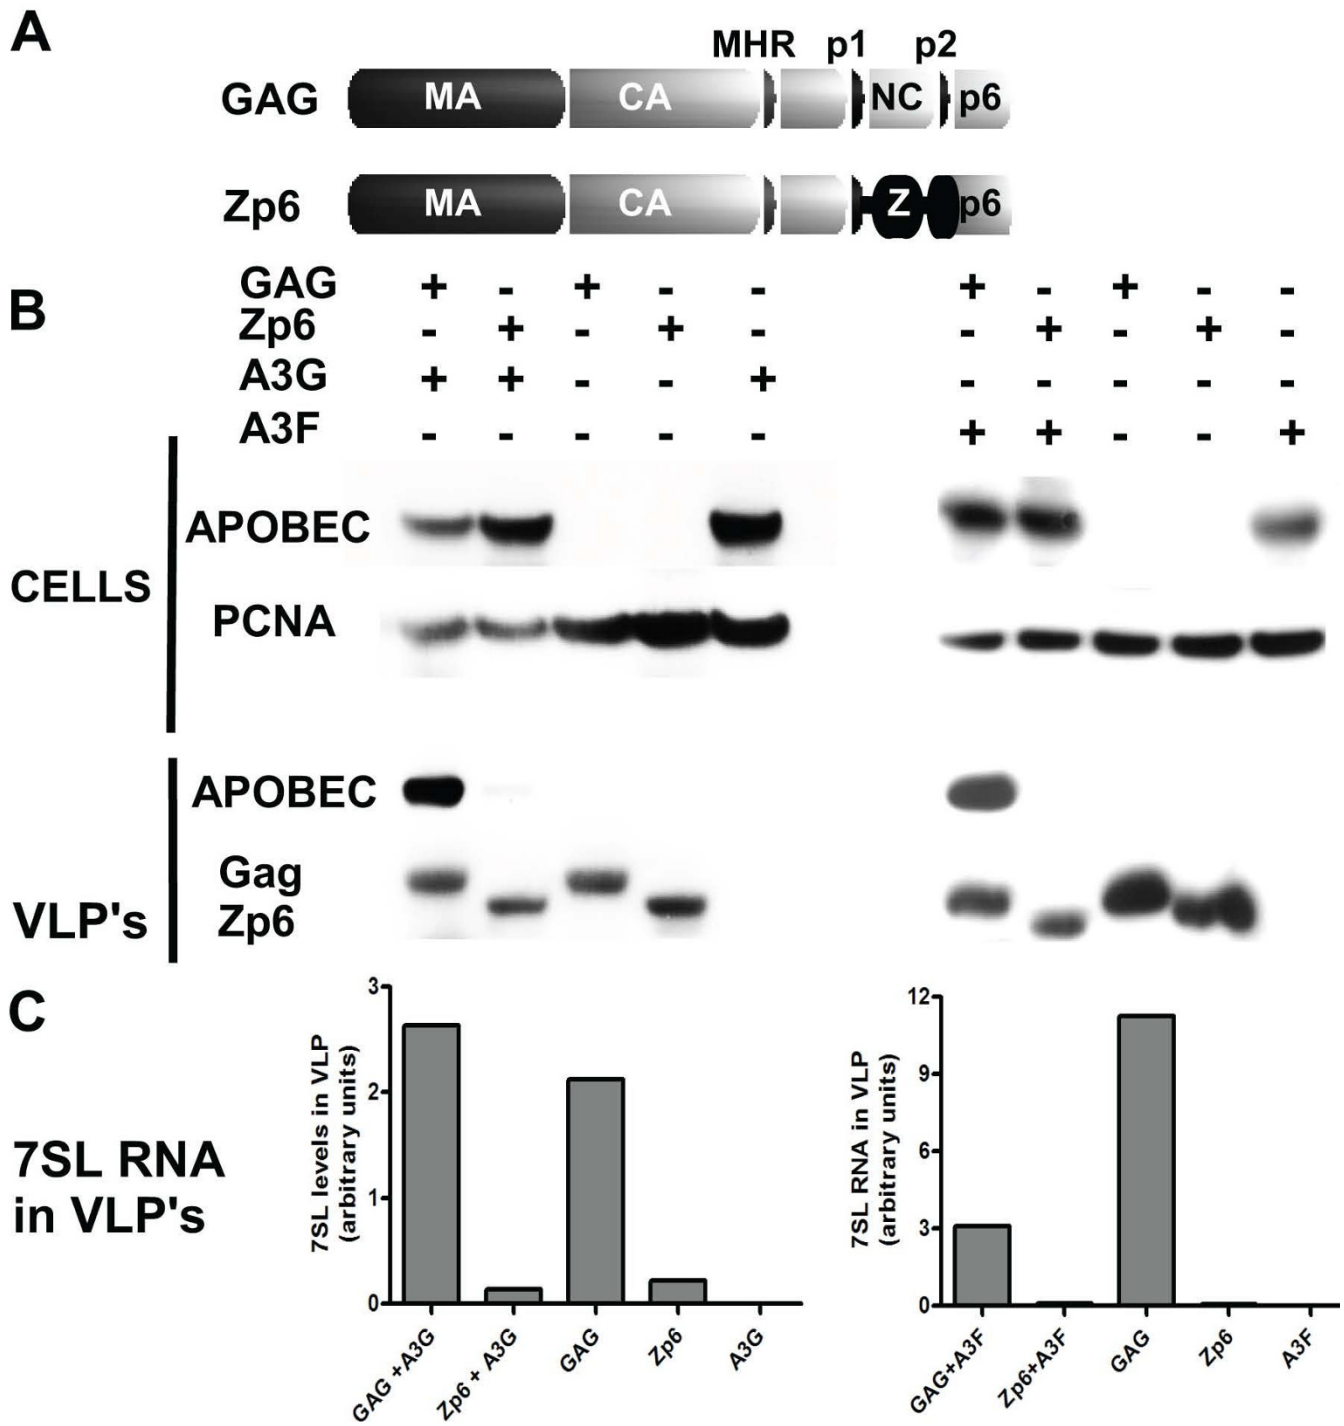 A
MHR p1 p2
GAG MA CA NC p6
Zp6 MA CA Z p6
B
GAG + - + - - + - + - -
Zp6 - + - + - - + - + -
A3G + + - - + - - - - -
A3F - - - - - + + - - +
CELLS
APOBEC
PCNA
VLP's
APOBEC
Gag
Zp6
C
7SL RNA
in VLP's
7SL levels in VLP
(arbitrary units)
3
2
1
0
GAG +A3G
Zp6 + A3G
GAG
Zp6
A3G
7SL RNA in VLP
(arbitrary units)
12
9
6
3
0
GAG+A3F
Zp6+A3F
GAG
Zp6
A3F